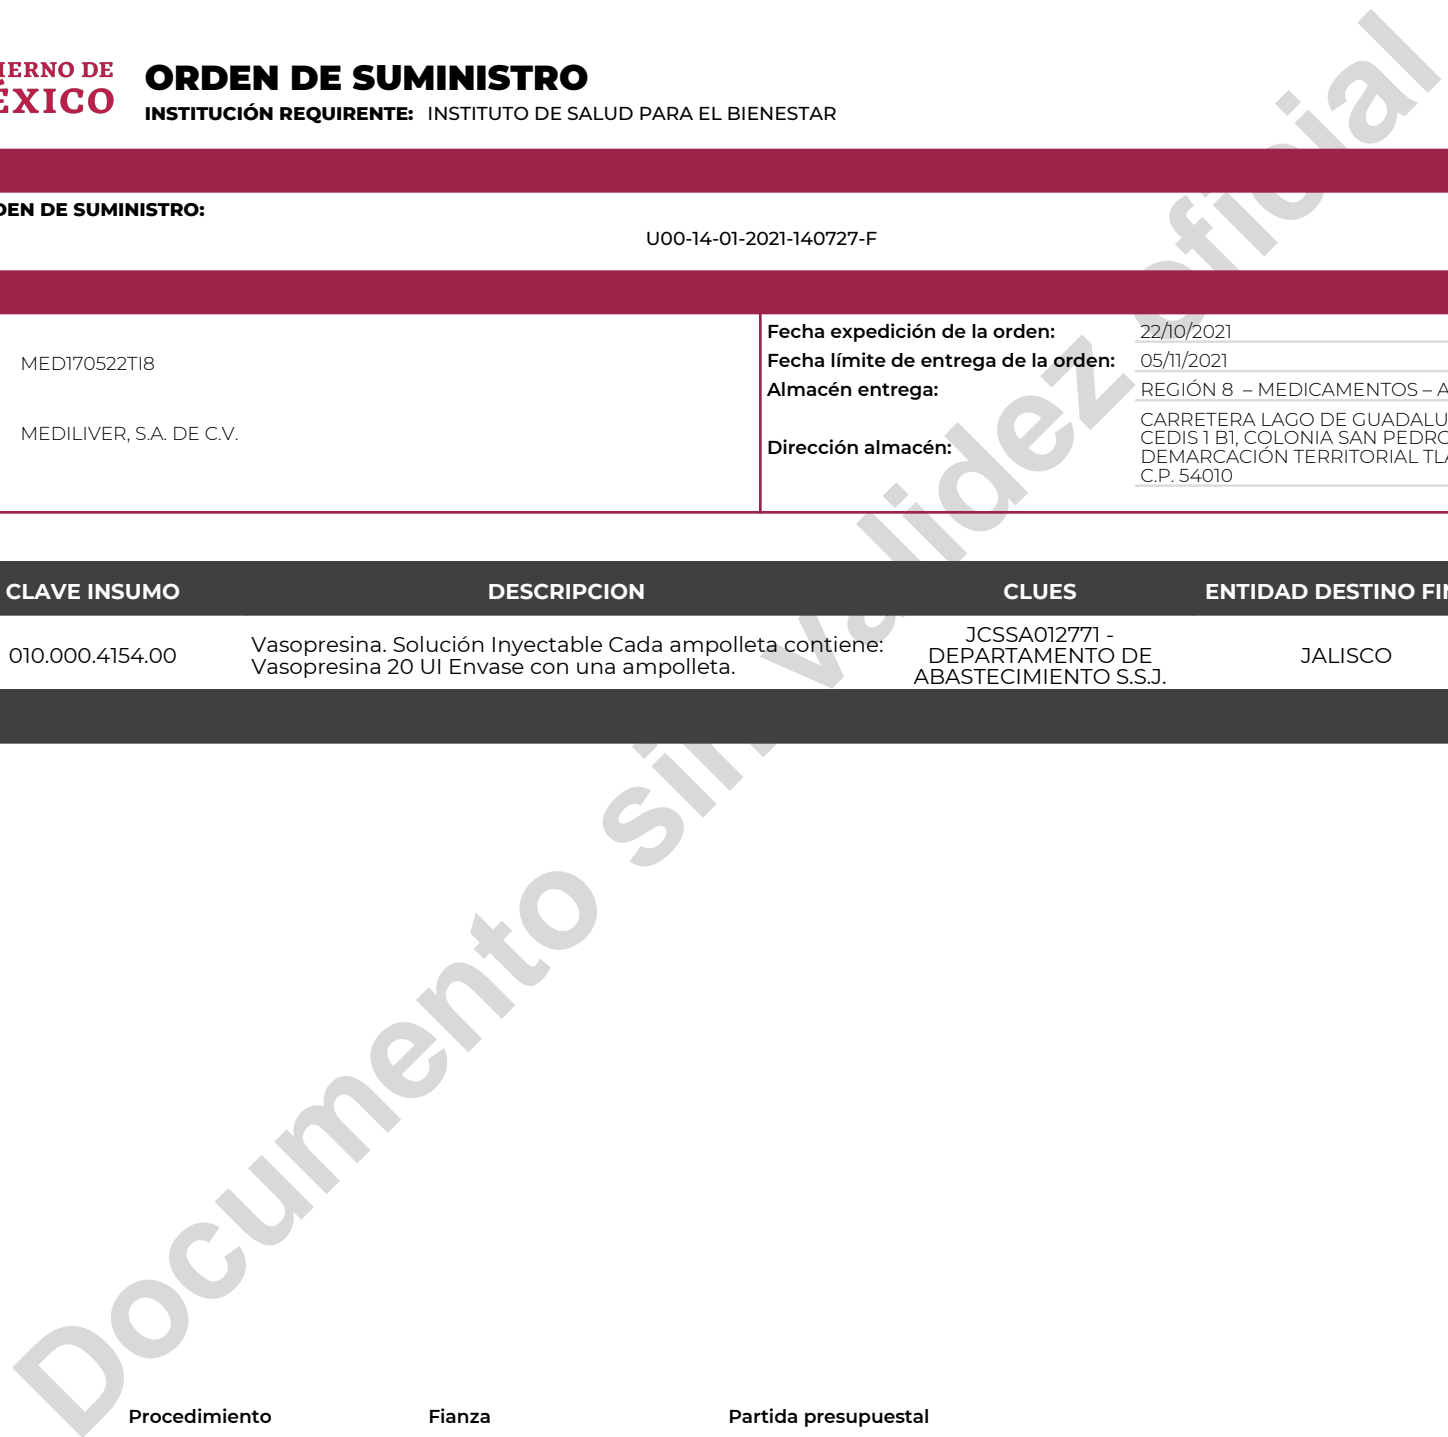 IERNO DE
ÉXICO
ORDEN DE SUMINISTRO
INSTITUCIÓN REQUIRENTE: INSTITUTO DE SALUD PARA EL BIENESTAR
DEN DE SUMINISTRO:
U00-14-01-2021-140727-F
MED170522TI8
MEDILIVER, S.A. DE C.V.
Fecha expedición de la orden: 22/10/2021
Fecha límite de entrega de la orden: 05/11/2021
Almacén entrega: REGIÓN 8 – MEDICAMENTOS – A
Dirección almacén: CARRETERA LAGO DE GUADALU
CEDIS 1 B1, COLONIA SAN PEDRO
DEMARCACIÓN TERRITORIAL TLA
C.P. 54010
CLAVE INSUMO DESCRIPCION CLUES ENTIDAD DESTINO FIN
010.000.4154.00
Vasopresina. Solución Inyectable Cada ampolleta contiene:
Vasopresina 20 UI Envase con una ampolleta.
JCSSA012771 -
DEPARTAMENTO DE
ABASTECIMIENTO S.S.J.
JALISCO
Documento sin validez oficial
Procedimiento Fianza Partida presupuestal